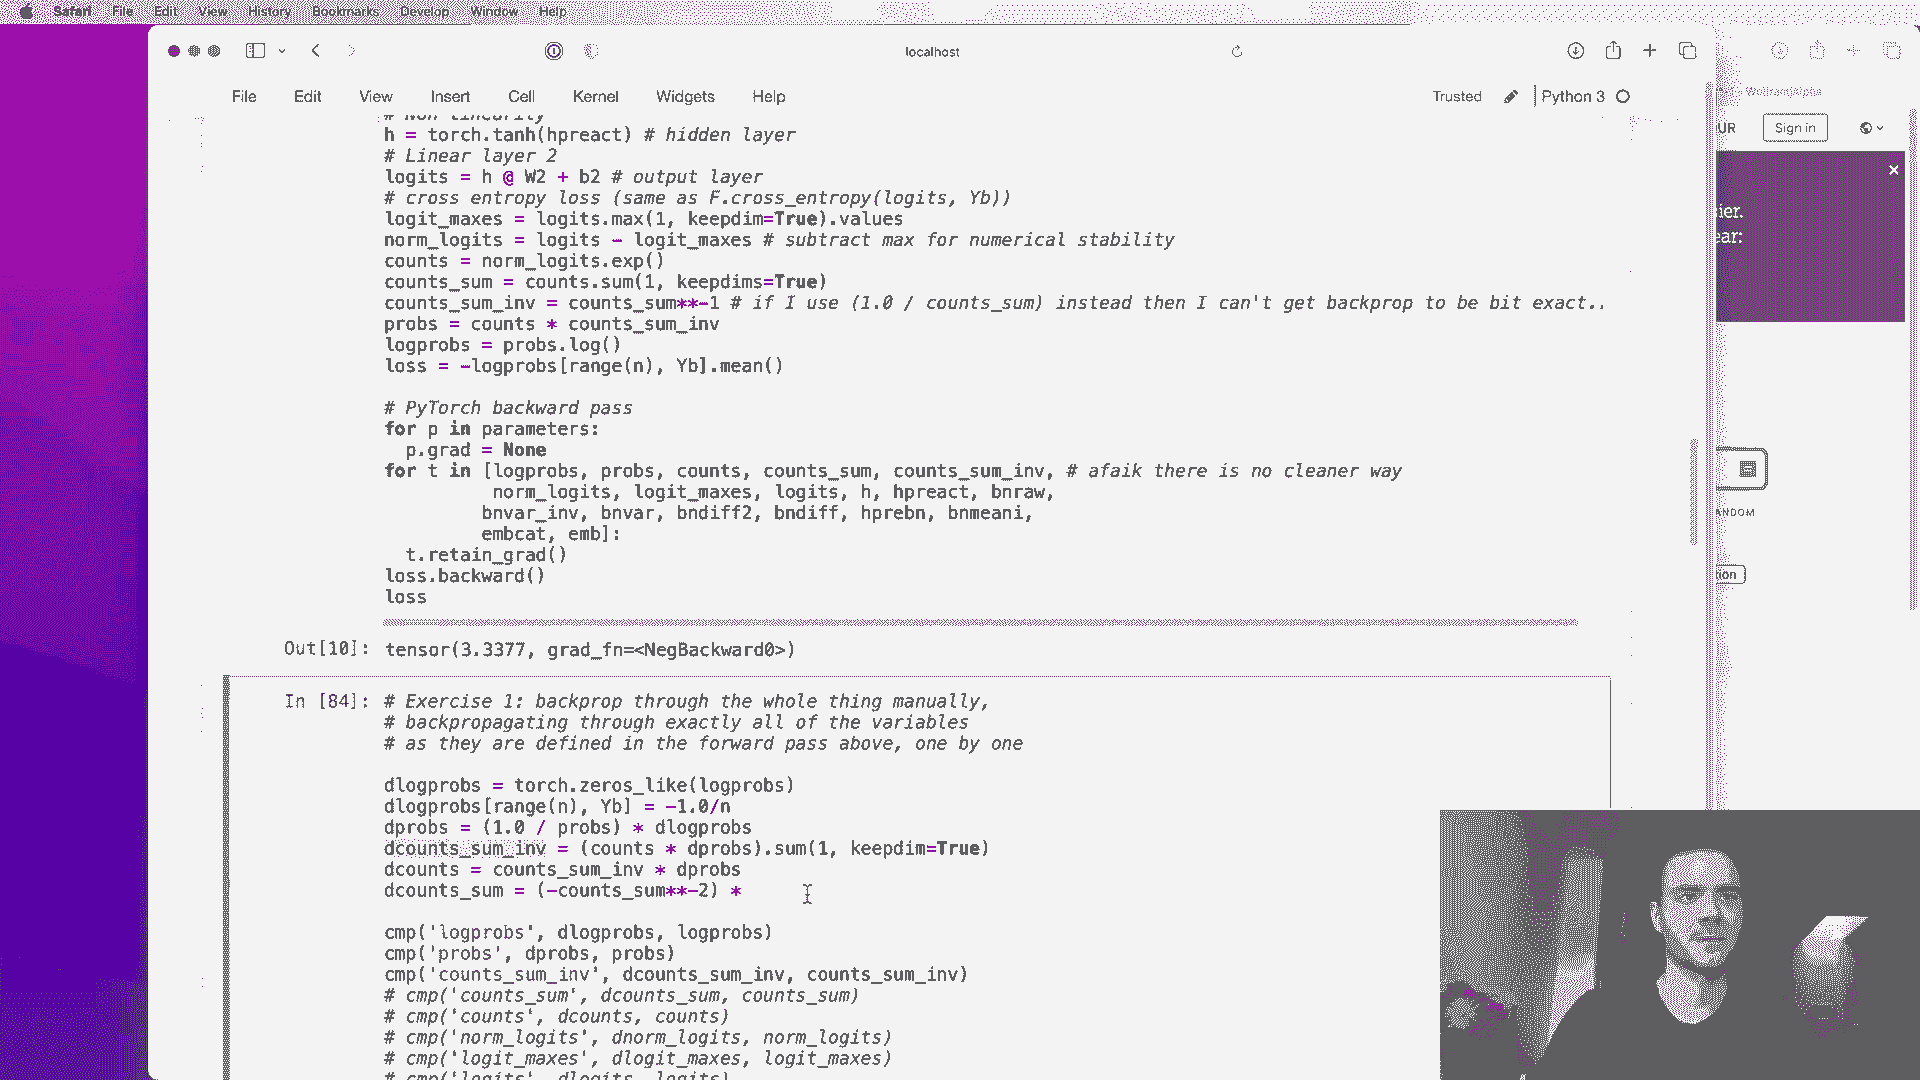 Safari File Edit View History Bookmarks Develop Window Help
localhost
File Edit View Insert Cell Kernel Widgets Help
Trusted Python 3
# Non linearity
h = torch.tanh(hpreact) # hidden layer
# Linear layer 2
logits = h @ W2 + b2 # output layer
# cross entropy loss (same as F.cross_entropy(logits, Yb))
logit_maxes = logits.max(1, keepdim=True).values
norm_logits = logits - logit_maxes # subtract max for numerical stability
counts = norm_logits.exp()
counts_sum = counts.sum(1, keepdims=True)
counts_sum_inv = counts_sum**-1 # if I use (1.0 / counts_sum) instead then I can't get backprop to be bit exact..
probs = counts * counts_sum_inv
logprobs = probs.log()
loss = -logprobs[range(n), Yb].mean()
# PyTorch backward pass
for p in parameters:
p.grad = None
for t in [logprobs, probs, counts, counts_sum, counts_sum_inv, # afaik there is no cleaner way
norm_logits, logit_maxes, logits, h, hpreact, bnraw,
bnvar_inv, bnvar, bndiff2, bndiff, hprebn, bnmeani,
embcat, emb]:
t.retain_grad()
loss.backward()
loss
Out[10]: tensor(3.3377, grad_fn=<NegBackward0>)
In [84]: # Exercise 1: backprop through the whole thing manually,
# backpropagating through exactly all of the variables
# as they are defined in the forward pass above, one by one
dlogprobs = torch.zeros_like(logprobs)
dlogprobs[range(n), Yb] = -1.0/n
dprobs = (1.0 / probs) * dlogprobs
dcounts_sum_inv = (counts * dprobs).sum(1, keepdim=True)
dcounts = counts_sum_inv * dprobs
dcounts_sum = (-counts_sum**-2) *
cmp('logprobs', dlogprobs, logprobs)
cmp('probs', dprobs, probs)
cmp('counts_sum_inv', dcounts_sum_inv, counts_sum_inv)
# cmp('counts_sum', dcounts_sum, counts_sum)
# cmp('counts', dcounts, counts)
# cmp('norm_logits', dnorm_logits, norm_logits)
# cmp('logit_maxes', dlogit_maxes, logit_maxes)
# cmp('logits', dlogits, logits)
Wolfram|Alpha
UR Sign in
ier.
ear:
ANDOM
tion